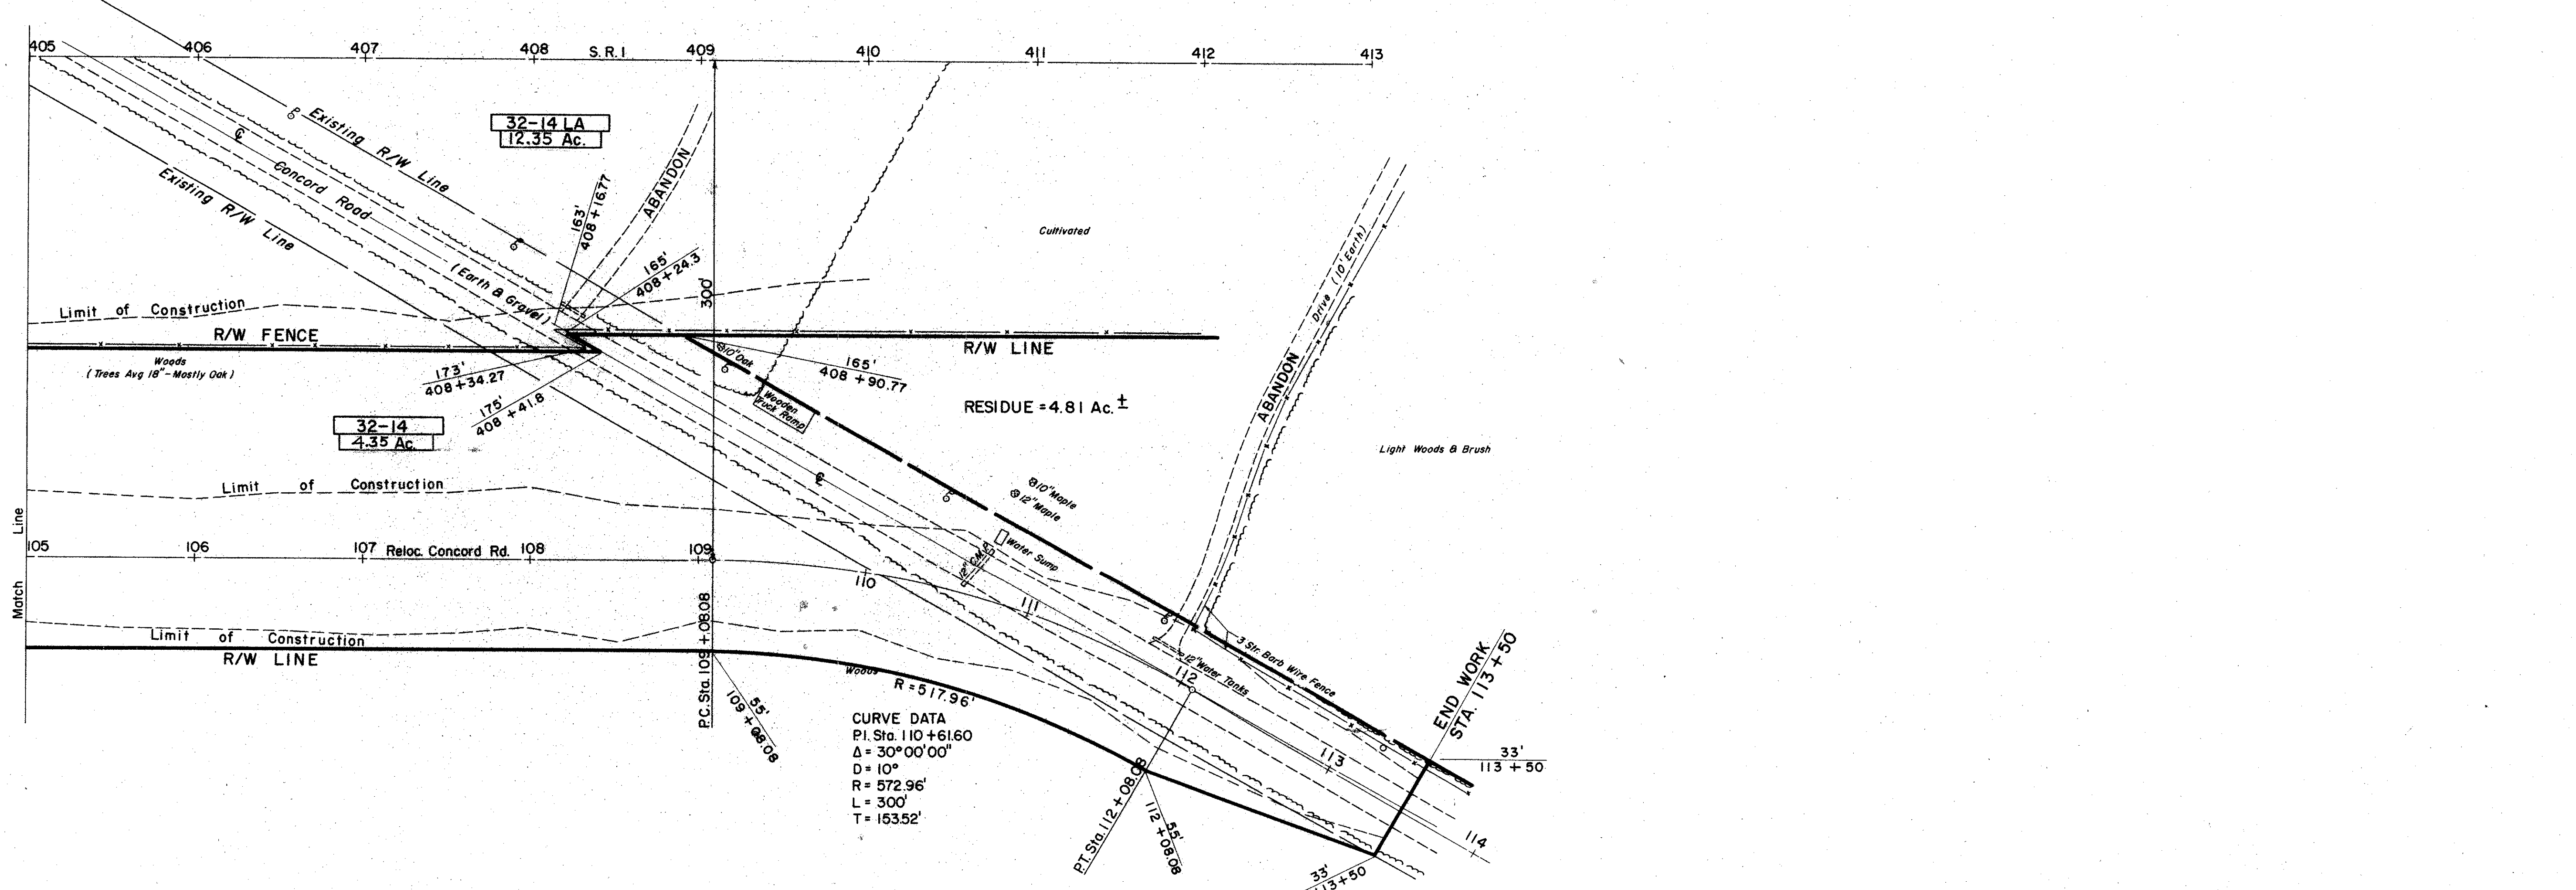 405 406 407 408 S.R.1 409 410 411 412 413
32-14 LA
12.35 Ac.
Existing R/W Line
℄
Concord Road
Existing R/W Line
(Earth & Gravel)
ABANDON
163'
408+16.77
165'
408+24.3
300'
Cultivated
Drive (10' Earth)
ABANDON
Limit of Construction
R/W FENCE
Woods
(Trees Avg 18"-Mostly Oak)
173'
408+34.27
175'
408+41.8
10" Oak
165'
408+90.77
R/W LINE
Wooden
Truck Ramp
RESIDUE = 4.81 Ac. ±
32-14
4.35 Ac.
Light Woods & Brush
Limit of Construction
℄
10" Maple
12" Maple
Water Sump
12" C.M.P.
Match Line
105 106 107 Reloc. Concord Rd. 108 109 110 111 112 113 114
Limit of Construction
R/W LINE
P.C. Sta. 109+08.08
55'
109+08.08
Woods
R = 517.96'
3 Str. Barb Wire Fence
12" Water Tanks
END WORK
STA. 113+50
33'
113+50
CURVE DATA
P.I. Sta. 110+61.60
Δ = 30°00'00"
D = 10°
R = 572.96'
L = 300'
T = 153.52'
P.T. Sta. 112+08.08
55'
112+08.08
33'
113+50